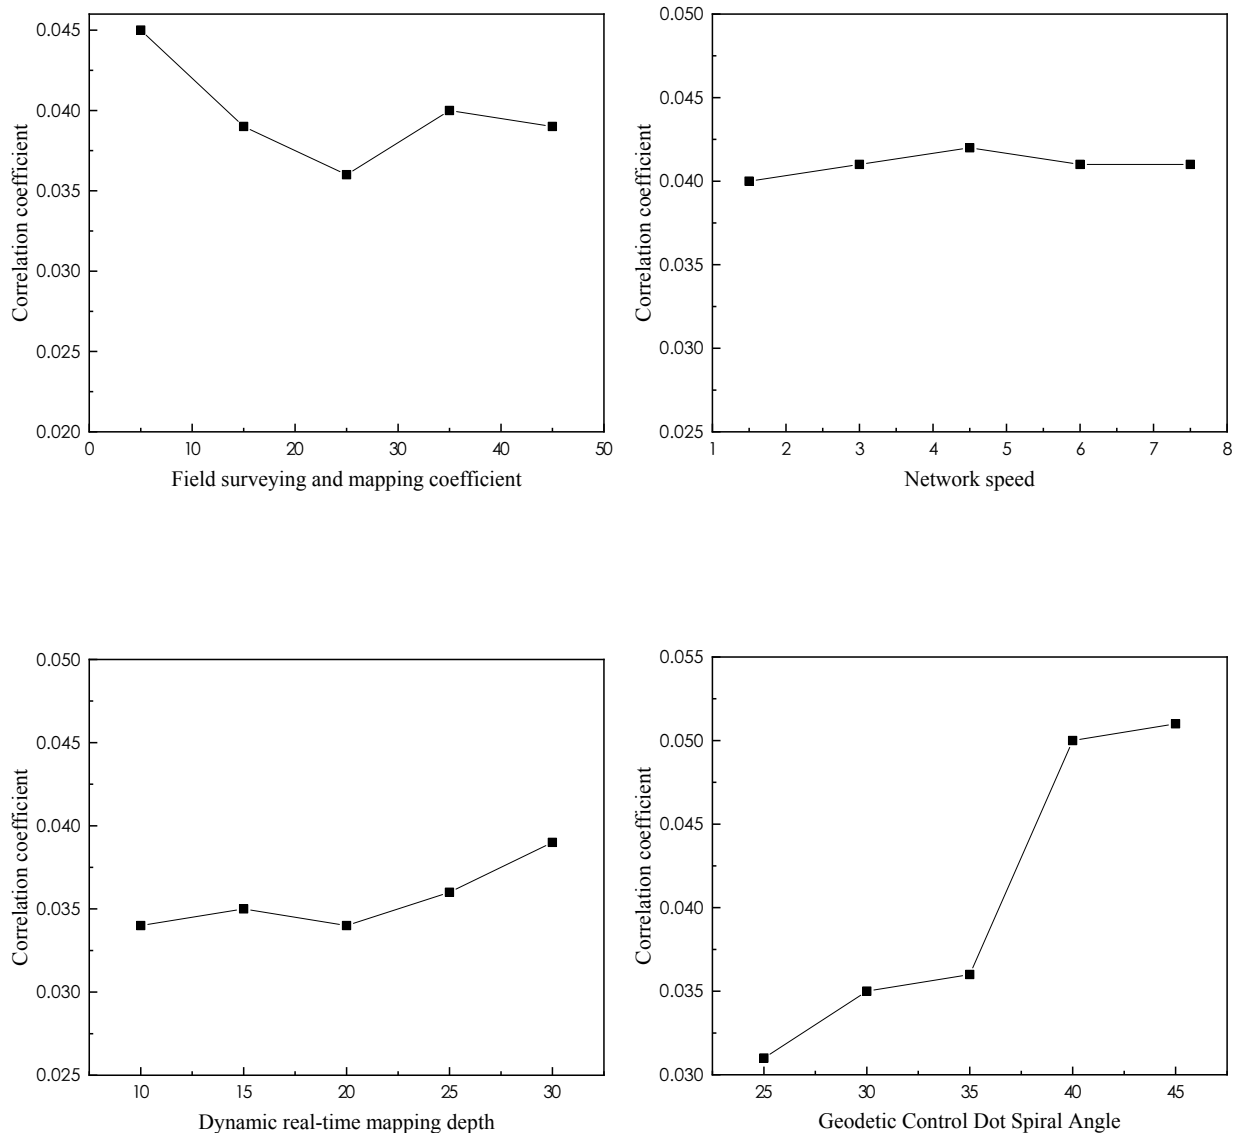 Correlation coefficient
0.045
0.040
0.035
0.030
0.025
0.020
0 10 20 30 40 50
Field surveying and mapping coefficient
Correlation coefficient
0.050
0.045
0.040
0.035
0.030
0.025
1 2 3 4 5 6 7 8
Network speed
Correlation coefficient
0.050
0.045
0.040
0.035
0.030
0.025
10 15 20 25 30
Dynamic real-time mapping depth
Correlation coefficient
0.055
0.050
0.045
0.040
0.035
0.030
25 30 35 40 45
Geodetic Control Dot Spiral Angle